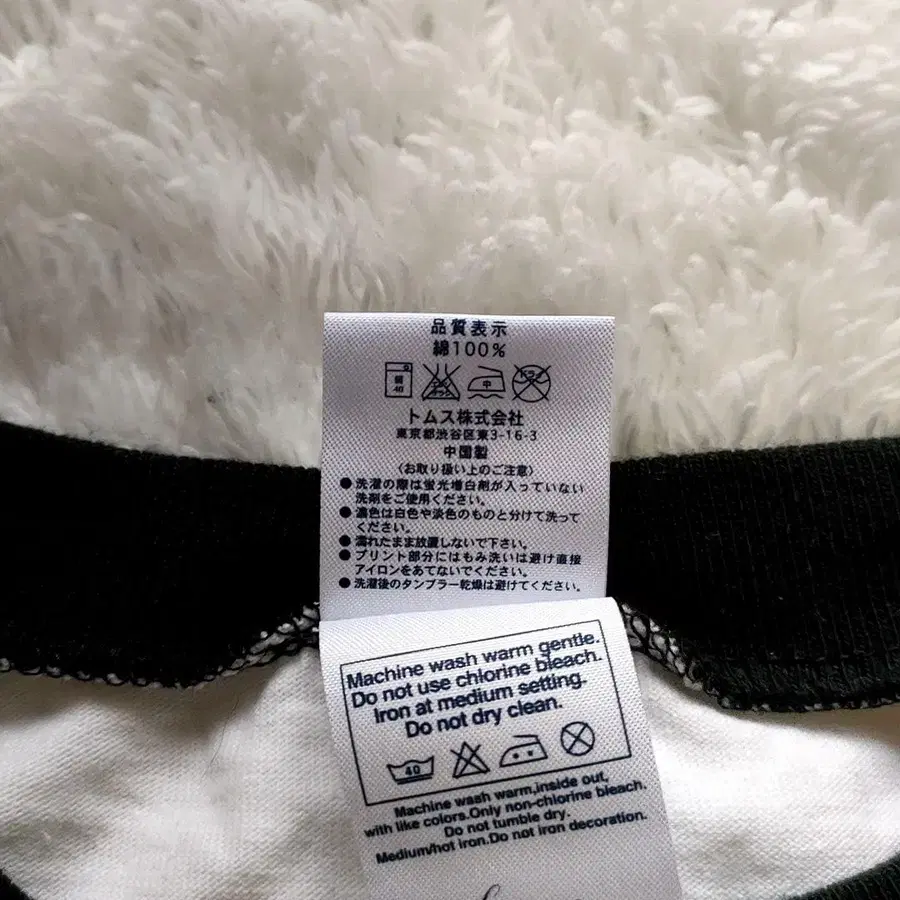 品質表示
綿100%
弱
40
エンソ
サラシ
中
ドライ
トムス株式会社
東京都渋谷区東3-16-3
中国製
〈お取り扱い上のご注意〉
●洗濯の際は蛍光増白剤が入っていない
洗剤をご使用ください。
●濃色は白色や淡色のものと分けて洗って
ください。
●濡れたまま放置しないで下さい。
●プリント部分にはもみ洗いは避け直接
アイロンをあてないでください。
●洗濯後のタンブラー乾燥は避けてください。
Machine wash warm gentle.
Do not use chlorine bleach.
Iron at medium setting.
Do not dry clean.
40
Machine wash warm,inside out,
with like colors.Only non-chlorine bleach.
Do not tumble dry.
Medium/hot iron.Do not iron decoration.